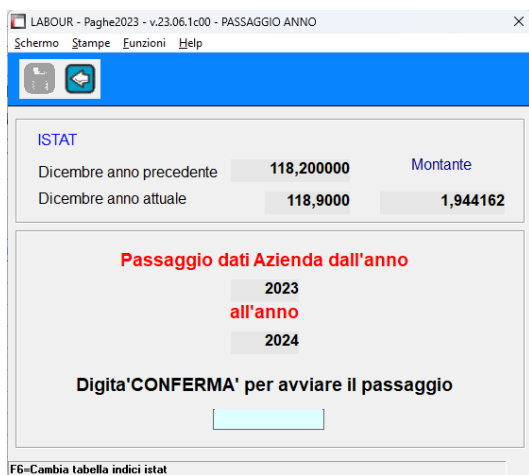 LABOUR - Paghe2023 - v.23.06.1c00 - PASSAGGIO ANNO
Schermo Stampe Funzioni Help
ISTAT
Dicembre anno precedente 118,200000 Montante
Dicembre anno attuale 118,9000 1,944162
Passaggio dati Azienda dall'anno
2023
all'anno
2024
Digita'CONFERMA' per avviare il passaggio
F6=Cambia tabella indici istat